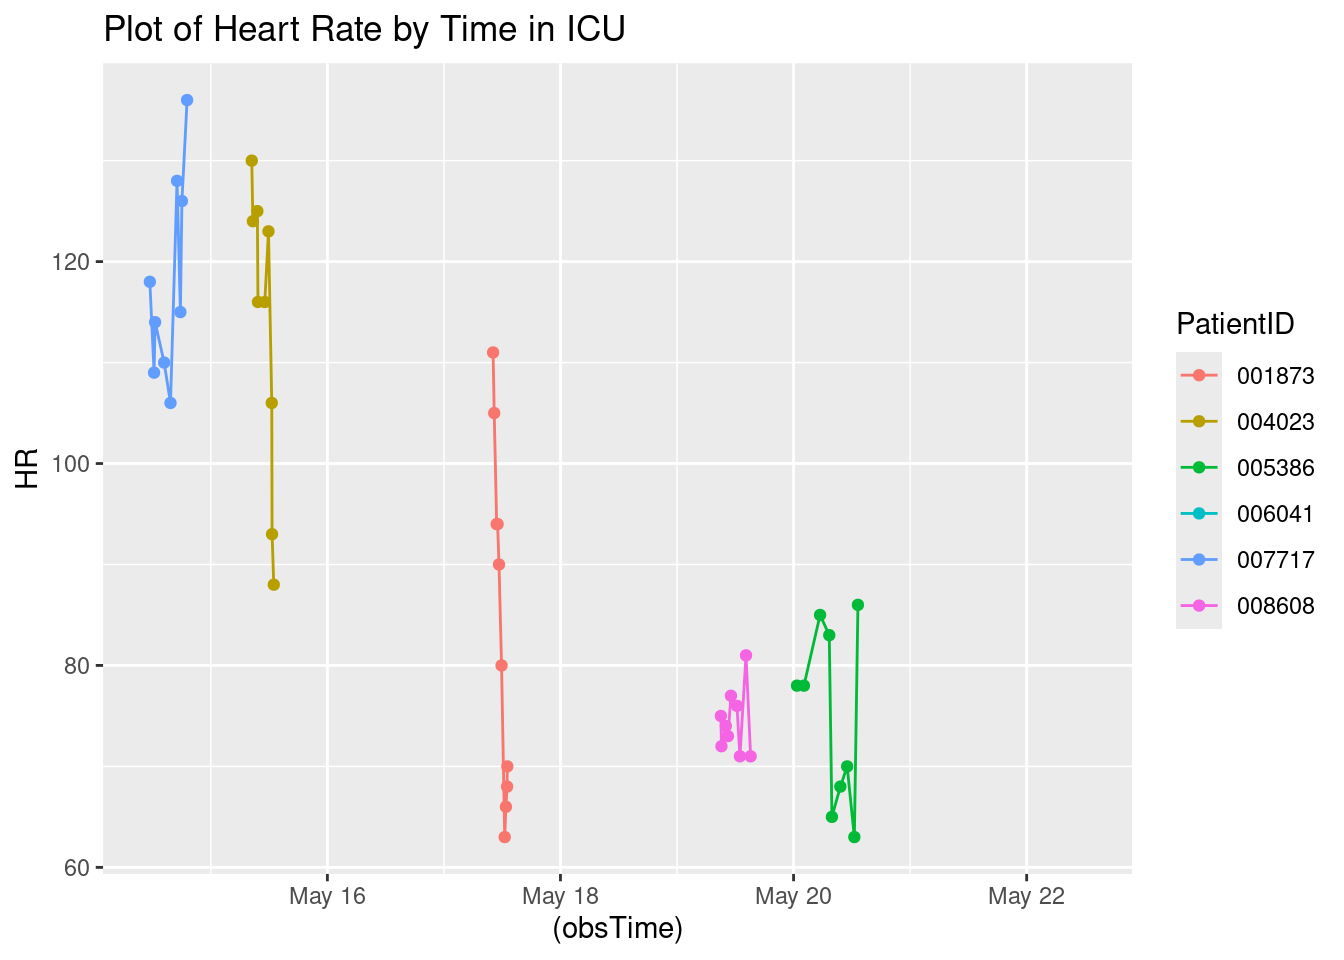 Plot of Heart Rate by Time in ICU
120
100
80
60
HR
May 16
May 18
May 20
May 22
(obsTime)
PatientID
001873
004023
005386
006041
007717
008608